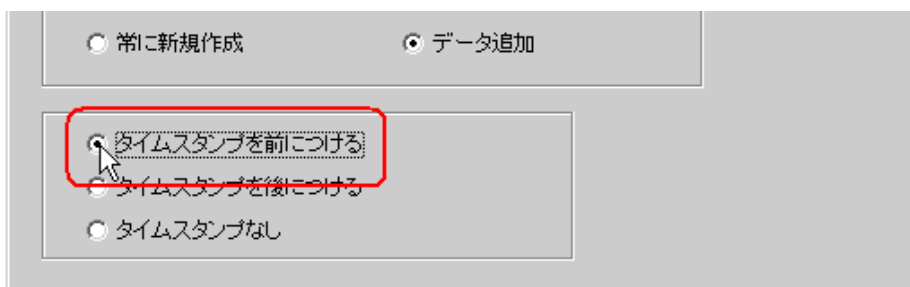 常に新規作成 データ追加
タイムスタンプを前につける
タイムスタンプを後につける
タイムスタンプなし